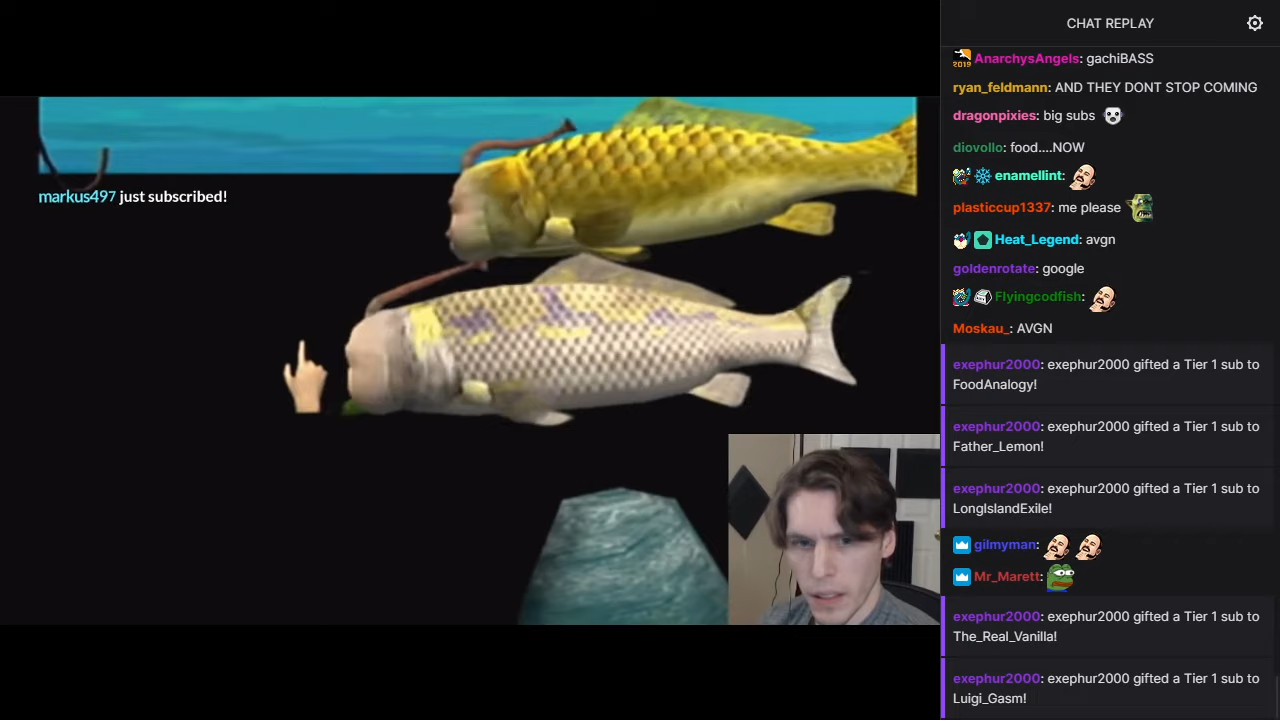 CHAT REPLAY
AnarchysAngels: gachiBASS
ryan_feldmann: AND THEY DONT STOP COMING
dragonpixies: big subs
diovollo: food....NOW
enamellint:
plasticcup1337: me please
Heat_Legend: avgn
goldenrotate: google
Flyingcodfish:
Moskau_: AVGN
exephur2000: exephur2000 gifted a Tier 1 sub to
FoodAnalogy!
exephur2000: exephur2000 gifted a Tier 1 sub to
Father_Lemon!
exephur2000: exephur2000 gifted a Tier 1 sub to
LongIslandExile!
gilmyman:
Mr_Marett:
exephur2000: exephur2000 gifted a Tier 1 sub to
The_Real_Vanilla!
exephur2000: exephur2000 gifted a Tier 1 sub to
Luigi_Gasm!
markus497 just subscribed!